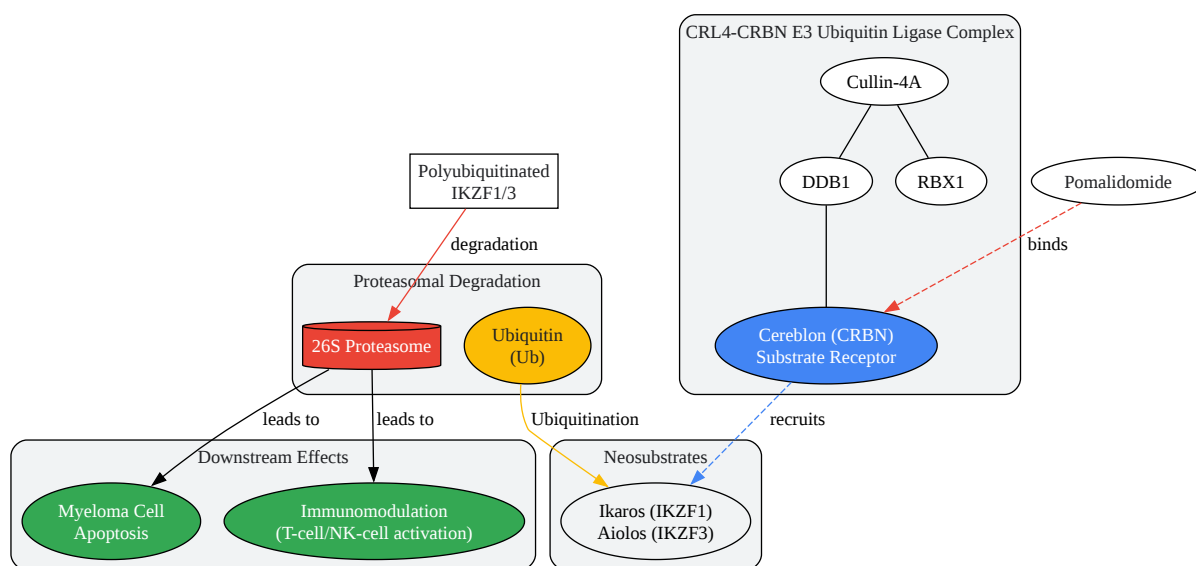 CRL4-CRBN E3 Ubiquitin Ligase Complex
Cullin-4A
DDB1
RBX1
Pomalidomide
Polyubiquitinated
IKZF1/3
degradation
binds
Proteasomal Degradation
26S Proteasome
Ubiquitin
(Ub)
Cereblon (CRBN)
Substrate Receptor
leads to
leads to
Ubiquitination
recruits
Downstream Effects
Neosubstrates
Myeloma Cell
Apoptosis
Immunomodulation
(T-cell/NK-cell activation)
Ikaros (IKZF1)
Aiolos (IKZF3)